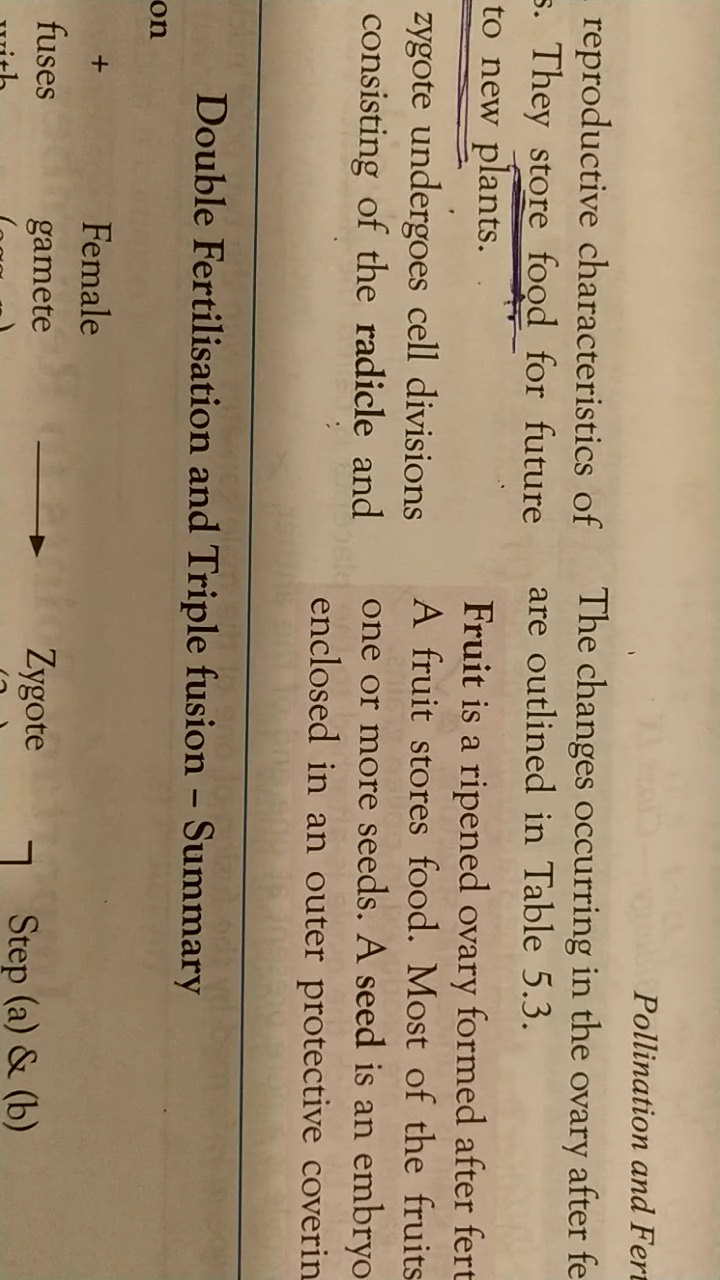 Pollination and Fer
reproductive characteristics of
s. They store food for future
to new plants.
zygote undergoes cell divisions
consisting of the radicle and
The changes occurring in the ovary after fe
are outlined in Table 5.3.
Fruit is a ripened ovary formed after fert
A fruit stores food. Most of the fruits
one or more seeds. A seed is an embryo
enclosed in an outer protective coverin
Double Fertilisation and Triple fusion – Summary
on
+ Female
fuses gamete → Zygote
with Step (a) & (b)